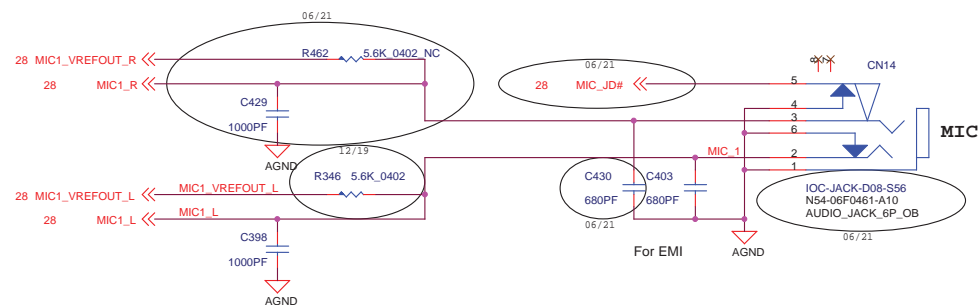 06/21
28 MIC1_VREFOUT_R
R462
5.6K_0402_NC
28 MIC1_R
C429
1000PF
AGND
06/21
28 MIC_JD#
8
7
CN14
5
4
3
6
2
1
MIC
MIC_1
12/19
R346 5.6K_0402
28 MIC1_VREFOUT_L
MIC1_VREFOUT_L
28 MIC1_L
MIC1_L
C398
1000PF
AGND
C430
680PF
06/21
C403
680PF
For EMI
AGND
IOC-JACK-D08-S56
N54-06F0461-A10
AUDIO_JACK_6P_OB
06/21